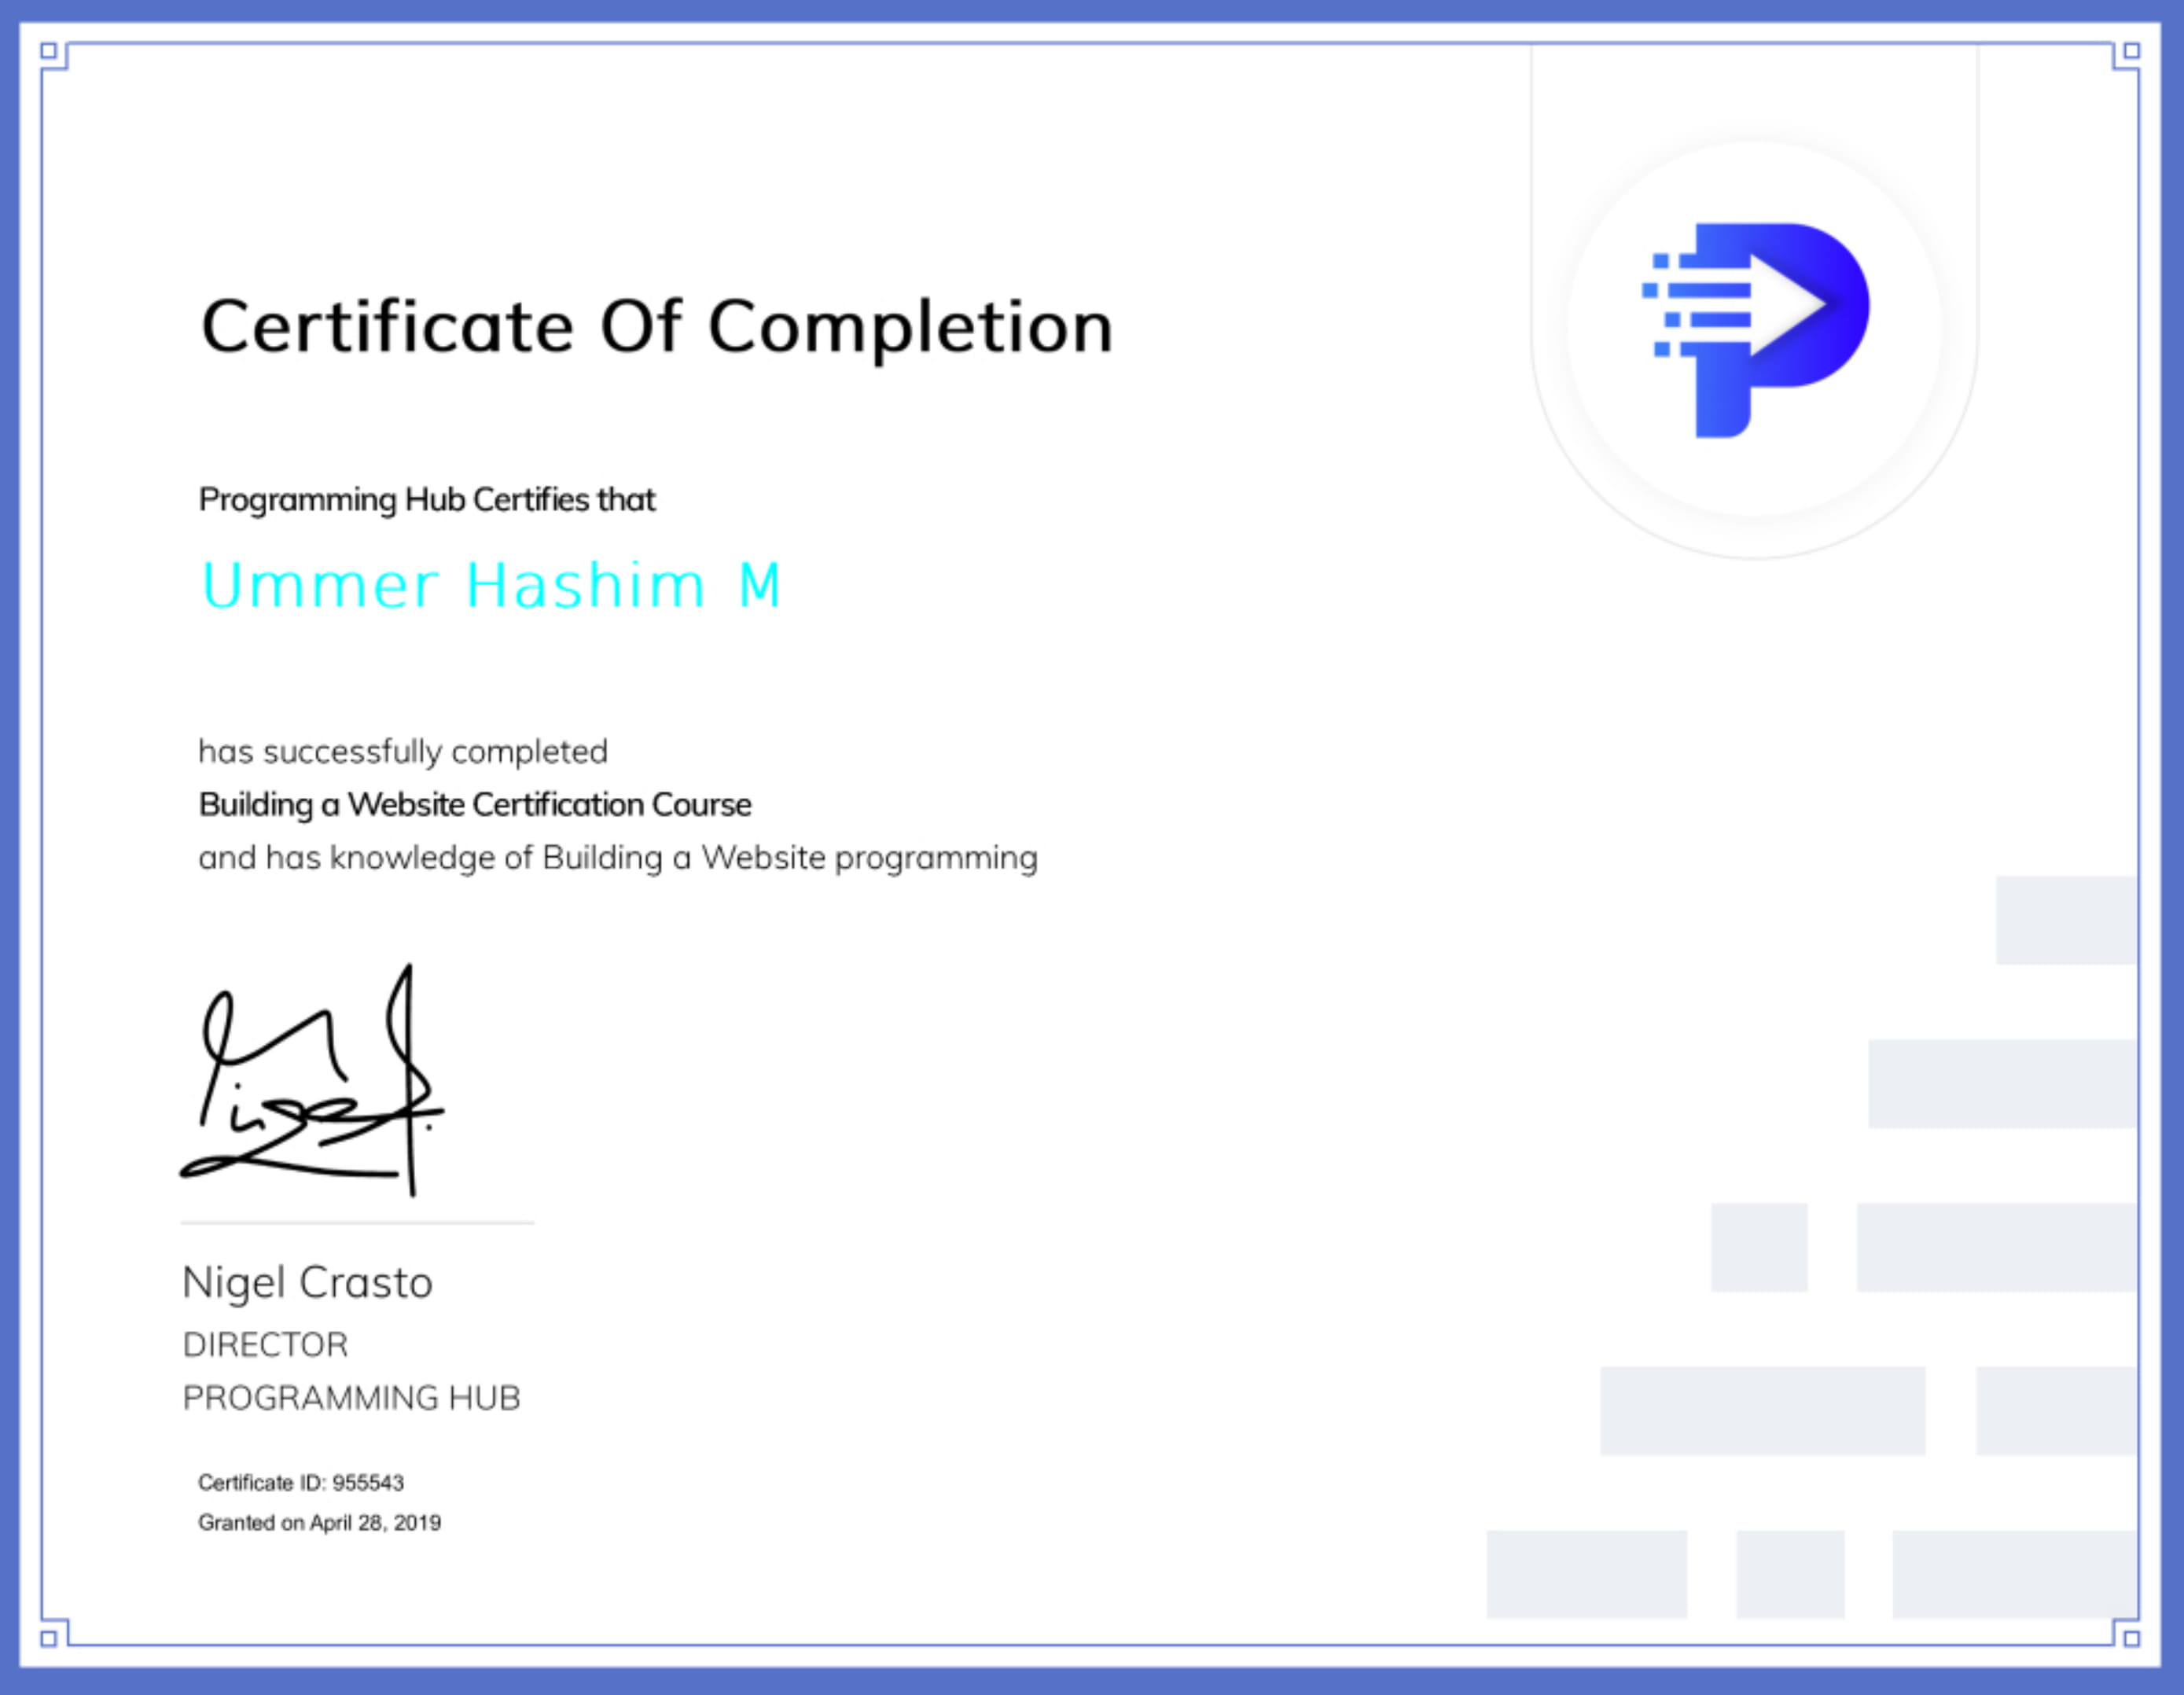 Certificate Of Completion
Programming Hub Certifies that
Ummer Hashim M
has successfully completed
Building a Website Certification Course
and has knowledge of Building a Website programming
Nigel Crasto
DIRECTOR
PROGRAMMING HUB
Certificate ID: 955543
Granted on April 28, 2019